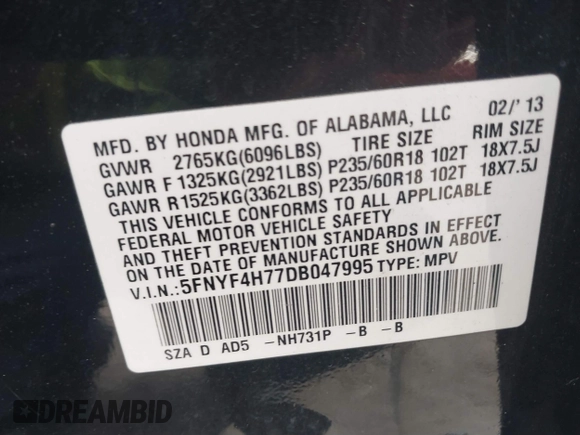 MFD. BY HONDA MFG. OF ALABAMA, LLC 02/'13
GVWR 2765KG(6096LBS) TIRE SIZE RIM SIZE
GAWR F 1325KG(2921LBS) P235/60R18 102T 18X7.5J
GAWR R1525KG(3362LBS) P235/60R18 102T 18X7.5J
THIS VEHICLE CONFORMS TO ALL APPLICABLE
FEDERAL MOTOR VEHICLE SAFETY
AND THEFT PREVENTION STANDARDS IN EFFECT
ON THE DATE OF MANUFACTURE SHOWN ABOVE.
V.I.N.:5FNYF4H77DB047995 TYPE: MPV
SZA D AD5 -NH731P -B -B
DREAMBID